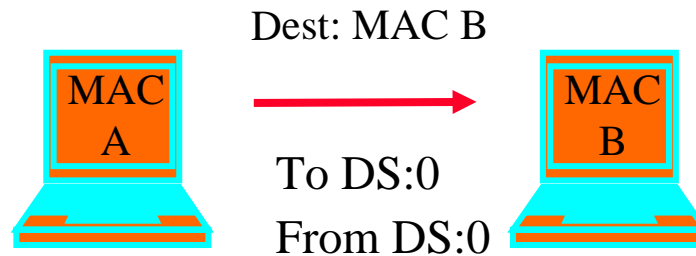 Dest: MAC B
MAC
A
MAC
B
To DS:0
From DS:0